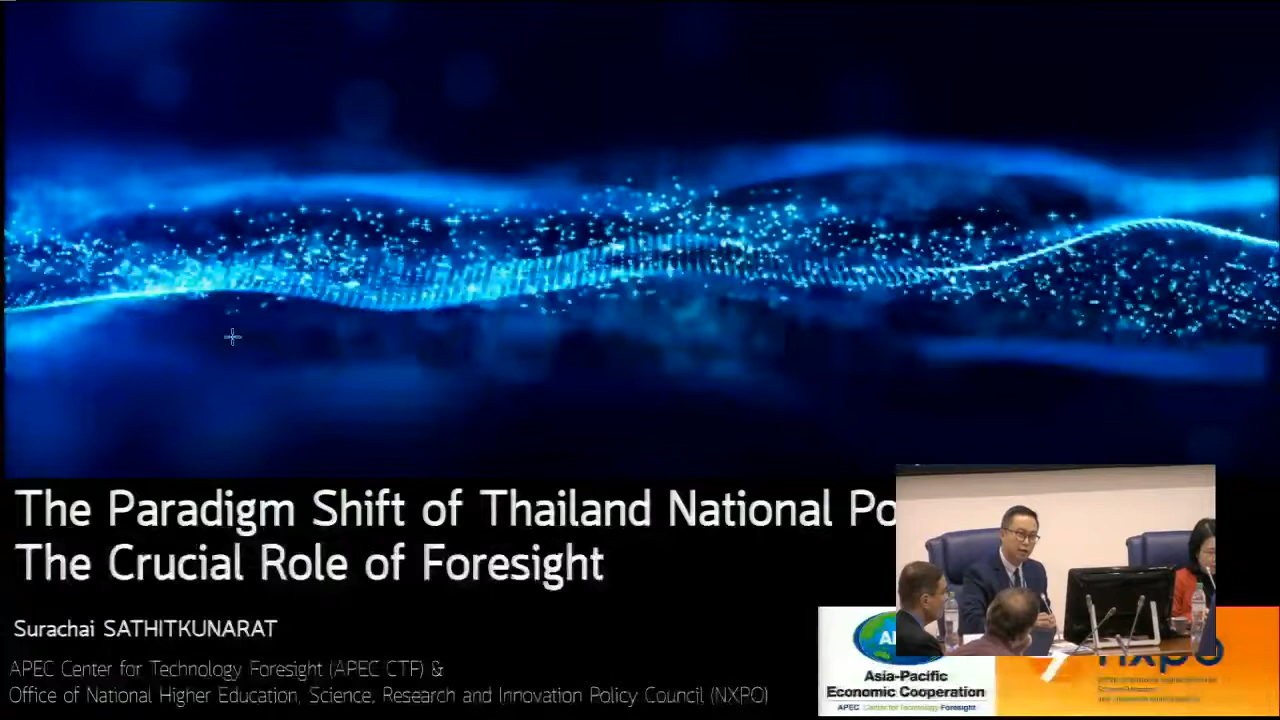 The Paradigm Shift of Thailand National Po
The Crucial Role of Foresight
Surachai SATHITKUNARAT
APEC Center for Technology Foresight (APEC CTF) &
Office of National Higher Education, Science, Research and Innovation Policy Council (NXPO)
Asia-Pacific
Economic Cooperation
APEC Center for Technology Foresight
nxpo